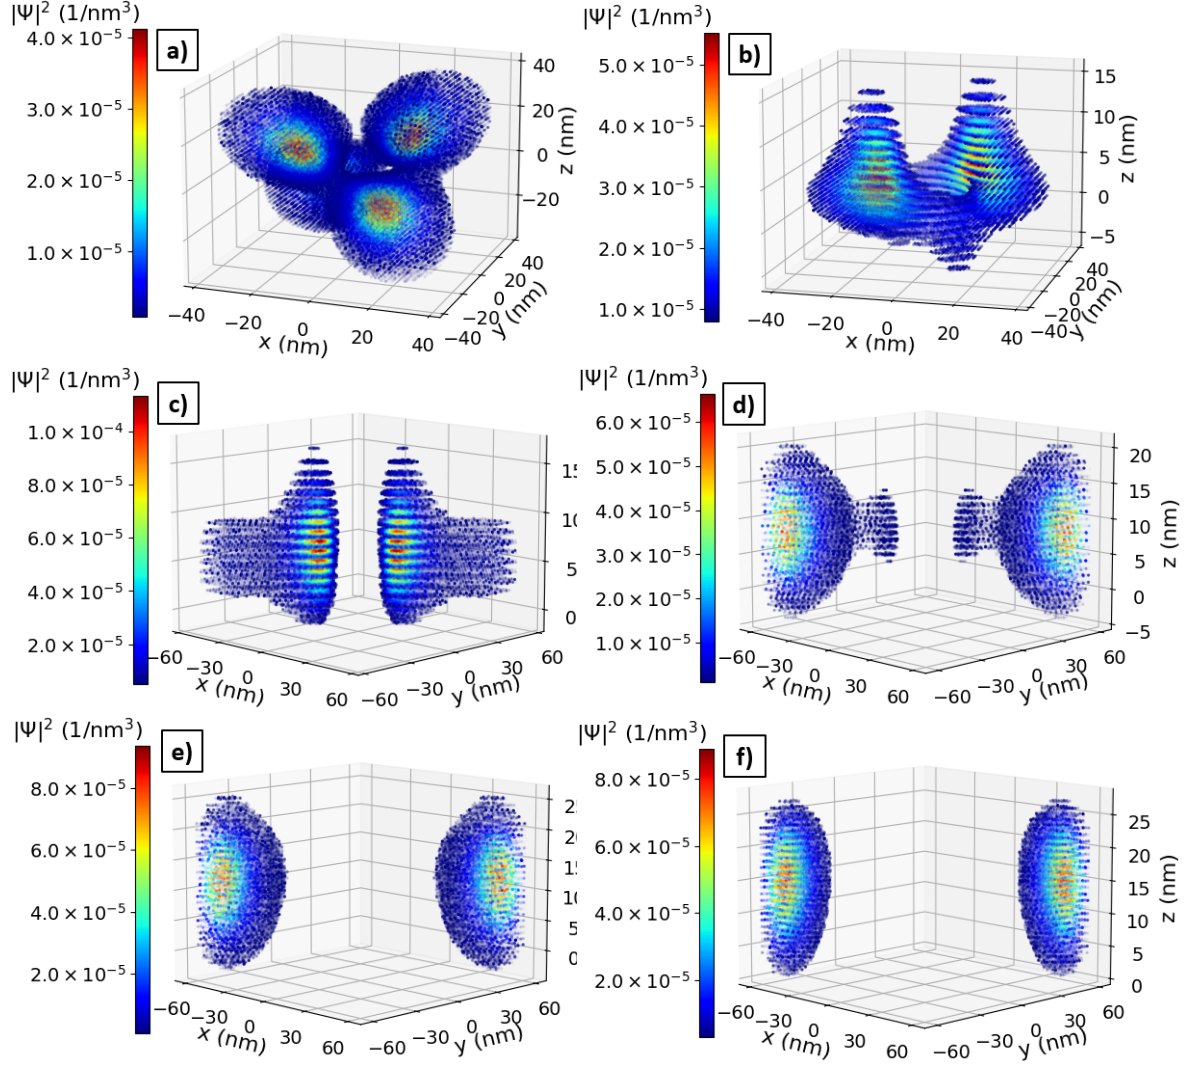 |Ψ|² (1/nm³)
a)
4.0 × 10⁻⁵
3.0 × 10⁻⁵
2.0 × 10⁻⁵
1.0 × 10⁻⁵
40
20
0
−20
z (nm)
−40 −20 0 20 40
x (nm)
−40 −20 0 20 40
y (nm)
|Ψ|² (1/nm³)
b)
5.0 × 10⁻⁵
4.0 × 10⁻⁵
3.0 × 10⁻⁵
2.0 × 10⁻⁵
1.0 × 10⁻⁵
15
10
5
0
−5
z (nm)
−40 −20 0 20 40
x (nm)
−40 −20 0 20 40
y (nm)
|Ψ|² (1/nm³)
c)
1.0 × 10⁻⁴
8.0 × 10⁻⁵
6.0 × 10⁻⁵
4.0 × 10⁻⁵
2.0 × 10⁻⁵
5
0
−60 −30 0 30 60
x (nm)
−60 −30 0 30 60
y (nm)
|Ψ|² (1/nm³)
d)
6.0 × 10⁻⁵
5.0 × 10⁻⁵
4.0 × 10⁻⁵
3.0 × 10⁻⁵
2.0 × 10⁻⁵
1.0 × 10⁻⁵
20
15
10
5
0
−5
z (nm)
−60 −30 0 30 60
x (nm)
−60 −30 0 30 60
y (nm)
|Ψ|² (1/nm³)
e)
8.0 × 10⁻⁵
6.0 × 10⁻⁵
4.0 × 10⁻⁵
2.0 × 10⁻⁵
−60 −30 0 30 60
x (nm)
−60 −30 0 30 60
y (nm)
|Ψ|² (1/nm³)
f)
8.0 × 10⁻⁵
6.0 × 10⁻⁵
4.0 × 10⁻⁵
2.0 × 10⁻⁵
25
20
15
10
5
0
z (nm)
−60 −30 0 30 60
x (nm)
−60 −30 0 30 60
y (nm)